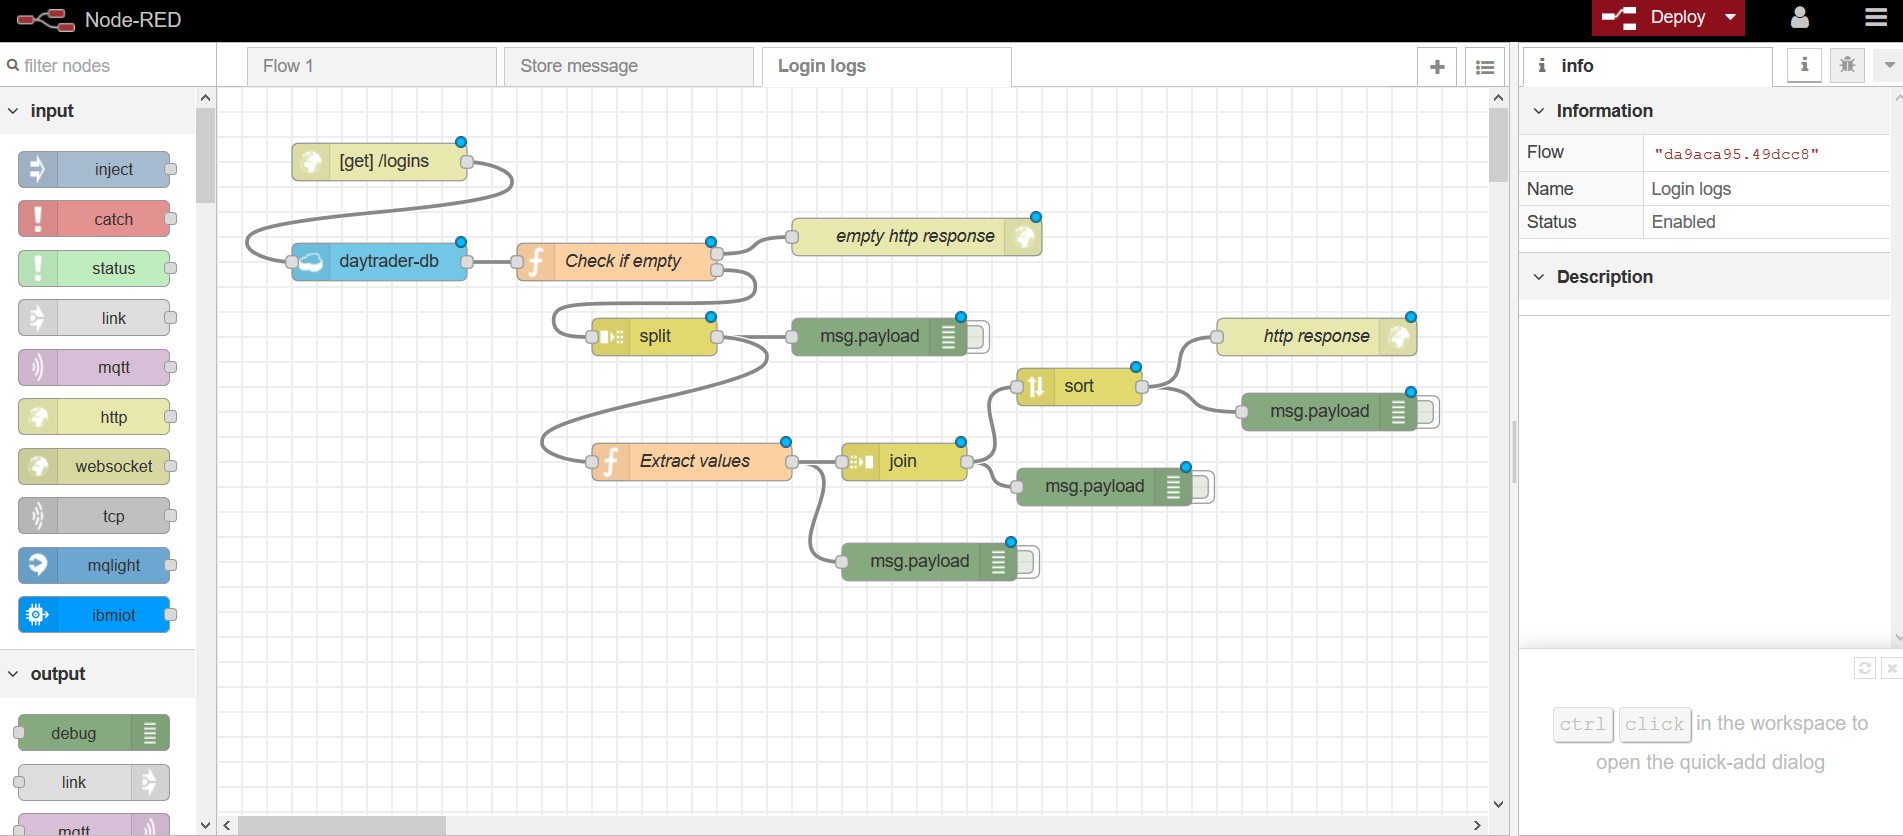 Node-RED
Deploy
filter nodes
Flow 1
Store message
Login logs
info
input
inject
catch
status
link
mqtt
http
websocket
tcp
mqlight
ibmiot
output
debug
link
mqtt
[get] /logins
daytrader-db
Check if empty
empty http response
split
msg.payload
http response
sort
msg.payload
Extract values
join
msg.payload
msg.payload
Information
Flow "da9aca95.49dcc8"
Name Login logs
Status Enabled
Description
ctrl click in the workspace to
open the quick-add dialog